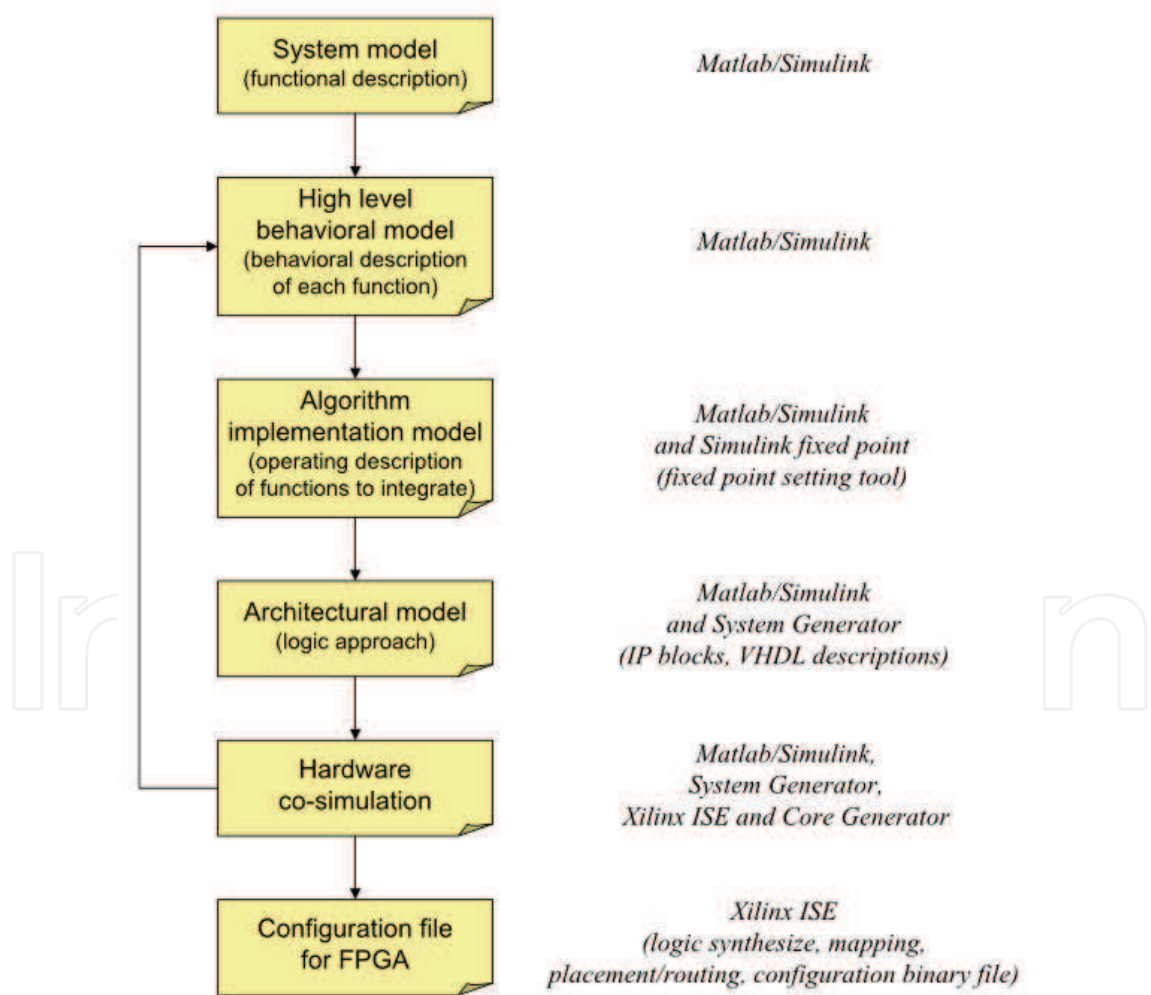 System model
(functional description)
Matlab/Simulink
High level
behavioral model
(behavioral description
of each function)
Matlab/Simulink
Algorithm
implementation model
(operating description
of functions to integrate)
Matlab/Simulink
and Simulink fixed point
(fixed point setting tool)
Architectural model
(logic approach)
Matlab/Simulink
and System Generator
(IP blocks, VHDL descriptions)
Hardware
co-simulation
Matlab/Simulink,
System Generator,
Xilinx ISE and Core Generator
Configuration file
for FPGA
Xilinx ISE
(logic synthesize, mapping,
placement/routing, configuration binary file)